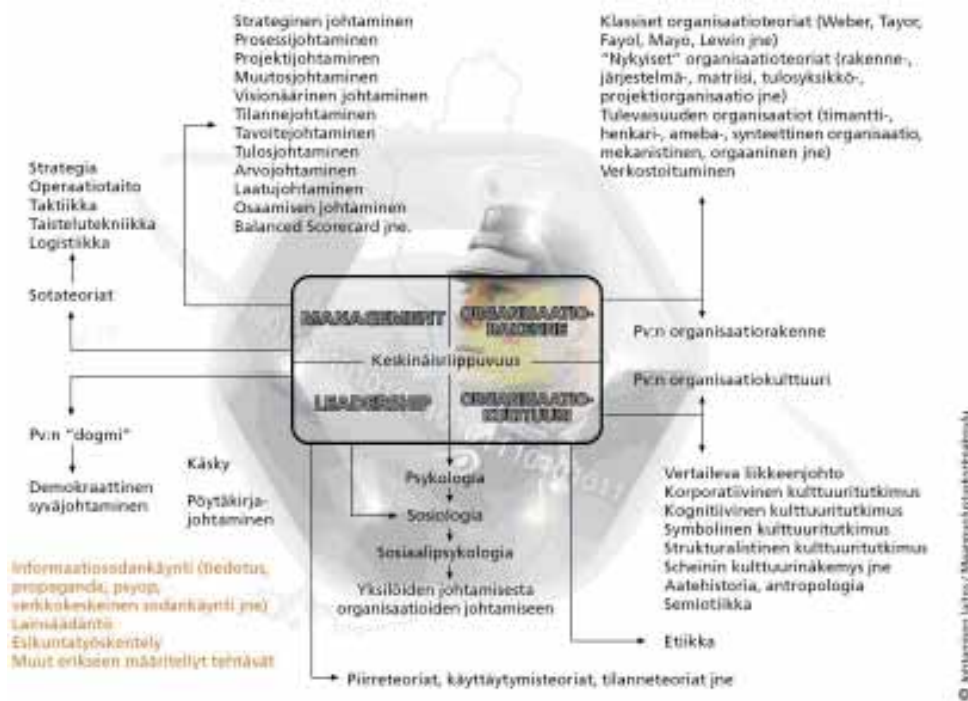 Strateginen johtaminen
Prosessijohtaminen
Projektijohtaminen
Muutosjohtaminen
Visionäärinen johtaminen
Tilannejohtaminen
Tavoitejohtaminen
Tulosjohtaminen
Arvojohtaminen
Laatujohtaminen
Osaamisen johtaminen
Balanced Scorecard jne.
Klassiset organisaatioteoriat (Weber, Tayor,
Fayol, Mayo, Lewin jne)
"Nykyiset" organisaatioteoriat (rakenne-,
järjestelmä-, matriisi, tulosyksikkö-,
projektiorganisaatio jne)
Tulevaisuuden organisaatiot (timantti-,
henkari-, ameba-, synteettinen organisaatio,
mekanistinen, orgaaninen jne)
Verkostoituminen
Strategia
Operaatiotaito
Taktiikka
Taistelutekniikka
Logistiikka
Sotateoriat
MANAGEMENT
ORGANISAATIO-
RAKENNE
Keskinäisriippuvuus
LEADERSHIP
ORGANISAATIO-
KULTTUURI
Pv:n organisaatiorakenne
Pv:n organisaatiokulttuuri
Pv:n "dogmi"
Demokraattinen
syväjohtaminen
Käsky
Pöytäkirja-
johtaminen
Psykologia
Sosiologia
Sosiaalipsykologia
Yksilöiden johtamisesta
organisaatioiden johtamiseen
Vertaileva liikkeenjohto
Korporatiivinen kulttuuritutkimus
Kognitiivinen kulttuuritutkimus
Symbolinen kulttuuritutkimus
Strukturalistinen kulttuuritutkimus
Scheinin kulttuurinäkemys jne
Aatehistoria, antropologia
Semiotiikka
Etiikka
Informaatiosodankäynti (tiedotus,
propaganda, psyop,
verkkokeskeinen sodankäynti jne)
Lainsäädäntö
Esikuntatyöskentely
Muut erikseen määritellyt tehtävät
Piirreteoriat, käyttäytymisteoriat, tilanneteoriat jne